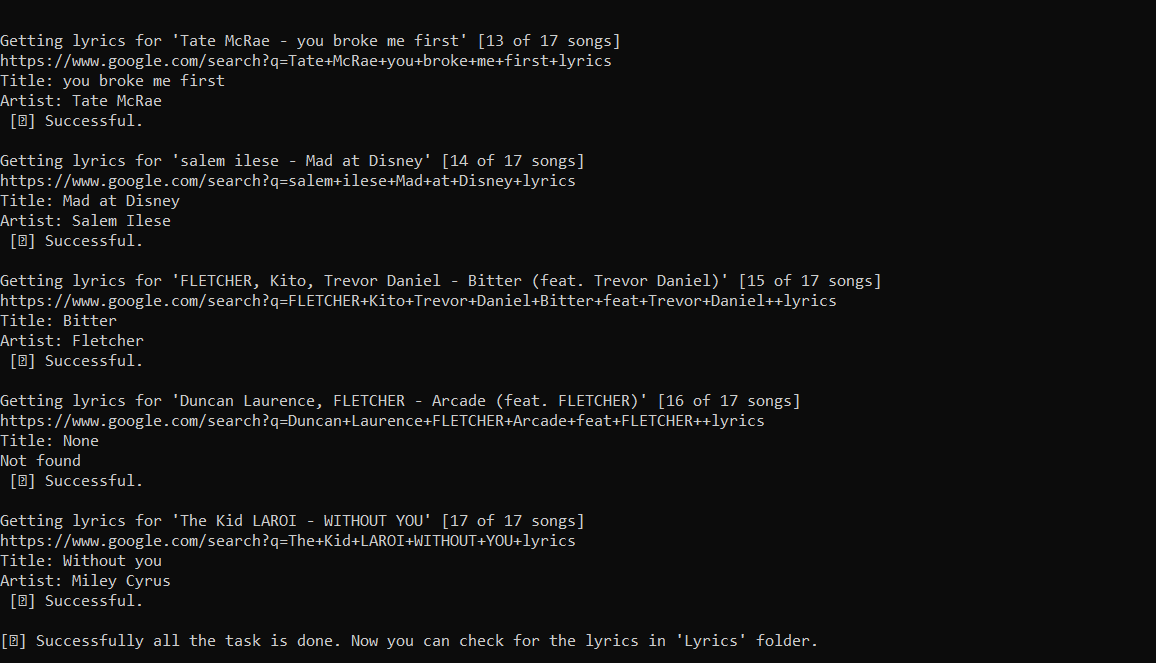 Getting lyrics for 'Tate McRae - you broke me first' [13 of 17 songs]
https://www.google.com/search?q=Tate+McRae+you+broke+me+first+lyrics
Title: you broke me first
Artist: Tate McRae
[⍰] Successful.
Getting lyrics for 'salem ilese - Mad at Disney' [14 of 17 songs]
https://www.google.com/search?q=salem+ilese+Mad+at+Disney+lyrics
Title: Mad at Disney
Artist: Salem Ilese
[⍰] Successful.
Getting lyrics for 'FLETCHER, Kito, Trevor Daniel - Bitter (feat. Trevor Daniel)' [15 of 17 songs]
https://www.google.com/search?q=FLETCHER+Kito+Trevor+Daniel+Bitter+feat+Trevor+Daniel++lyrics
Title: Bitter
Artist: Fletcher
[⍰] Successful.
Getting lyrics for 'Duncan Laurence, FLETCHER - Arcade (feat. FLETCHER)' [16 of 17 songs]
https://www.google.com/search?q=Duncan+Laurence+FLETCHER+Arcade+feat+FLETCHER++lyrics
Title: None
Not found
[⍰] Successful.
Getting lyrics for 'The Kid LAROI - WITHOUT YOU' [17 of 17 songs]
https://www.google.com/search?q=The+Kid+LAROI+WITHOUT+YOU+lyrics
Title: Without you
Artist: Miley Cyrus
[⍰] Successful.
[⍰] Successfully all the task is done. Now you can check for the lyrics in 'Lyrics' folder.